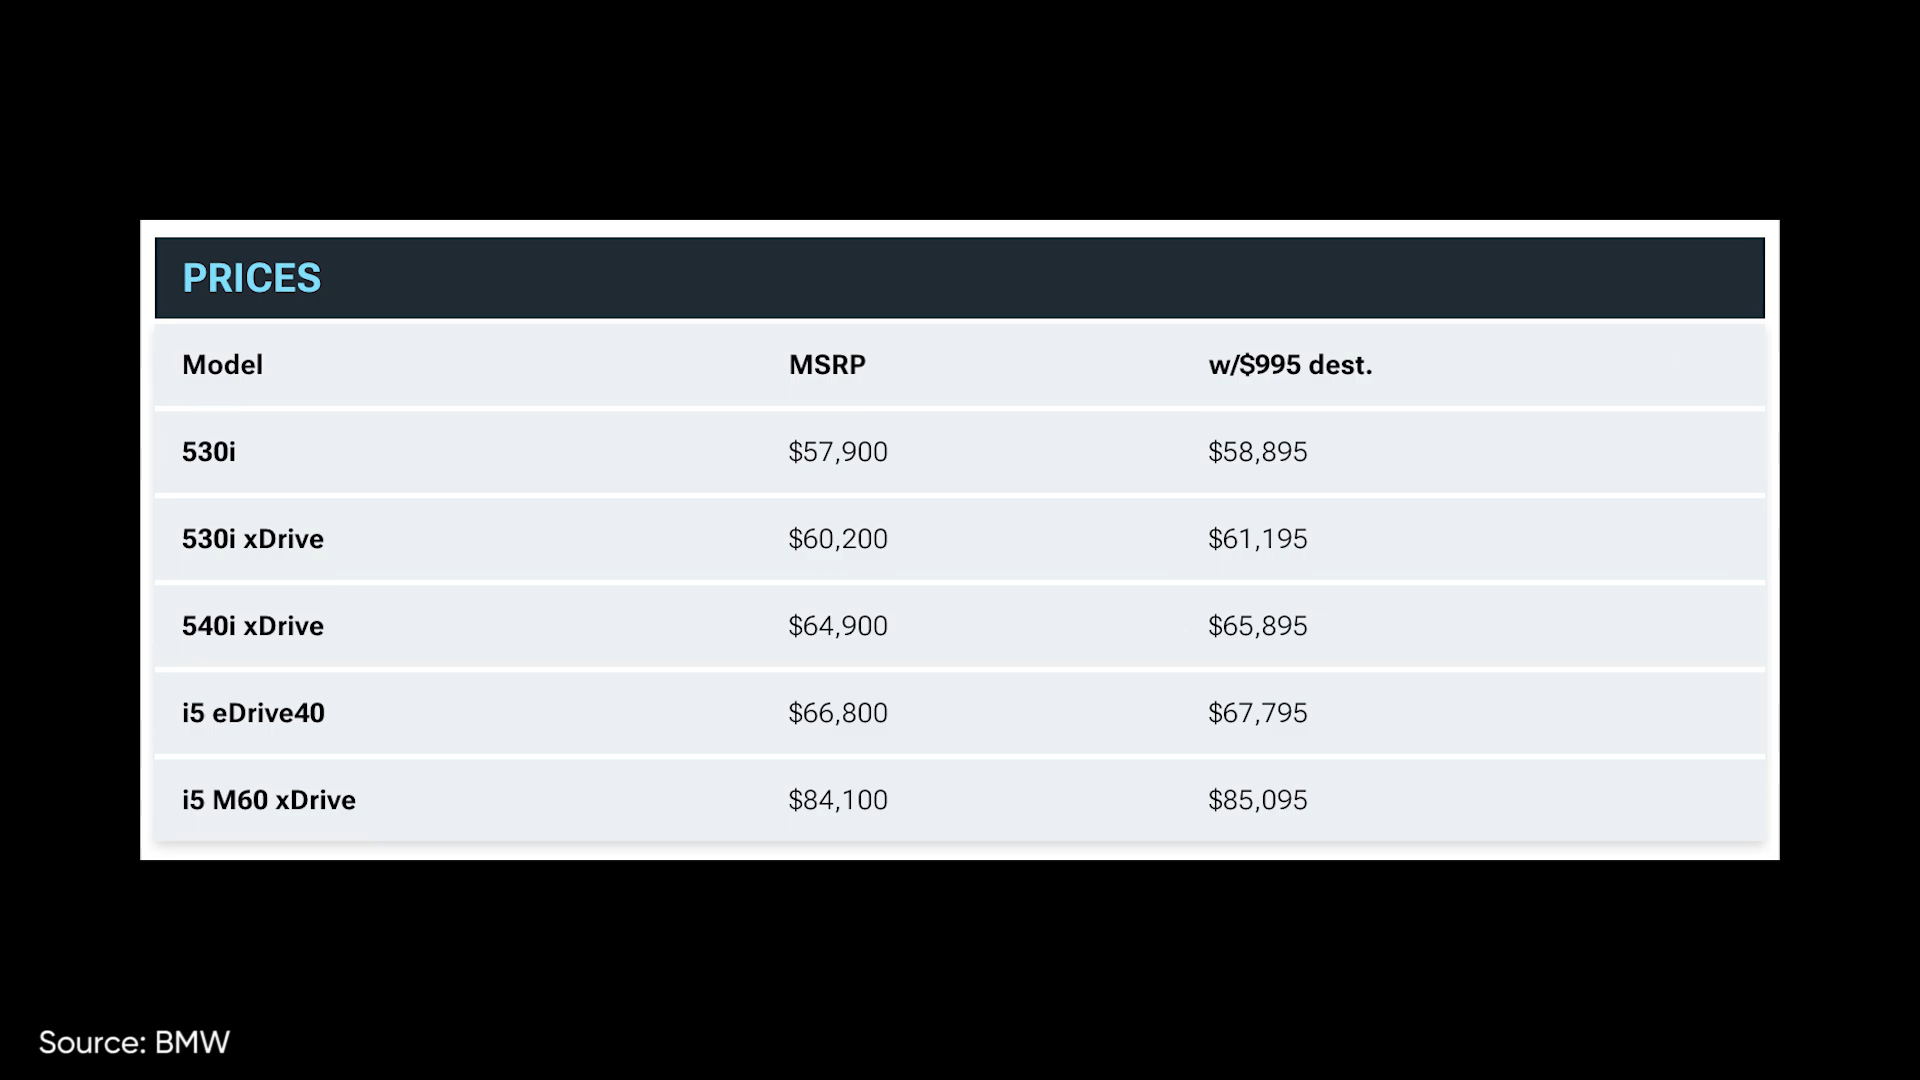 PRICES
Model MSRP w/$995 dest.
530i $57,900 $58,895
530i xDrive $60,200 $61,195
540i xDrive $64,900 $65,895
i5 eDrive40 $66,800 $67,795
i5 M60 xDrive $84,100 $85,095
Source: BMW